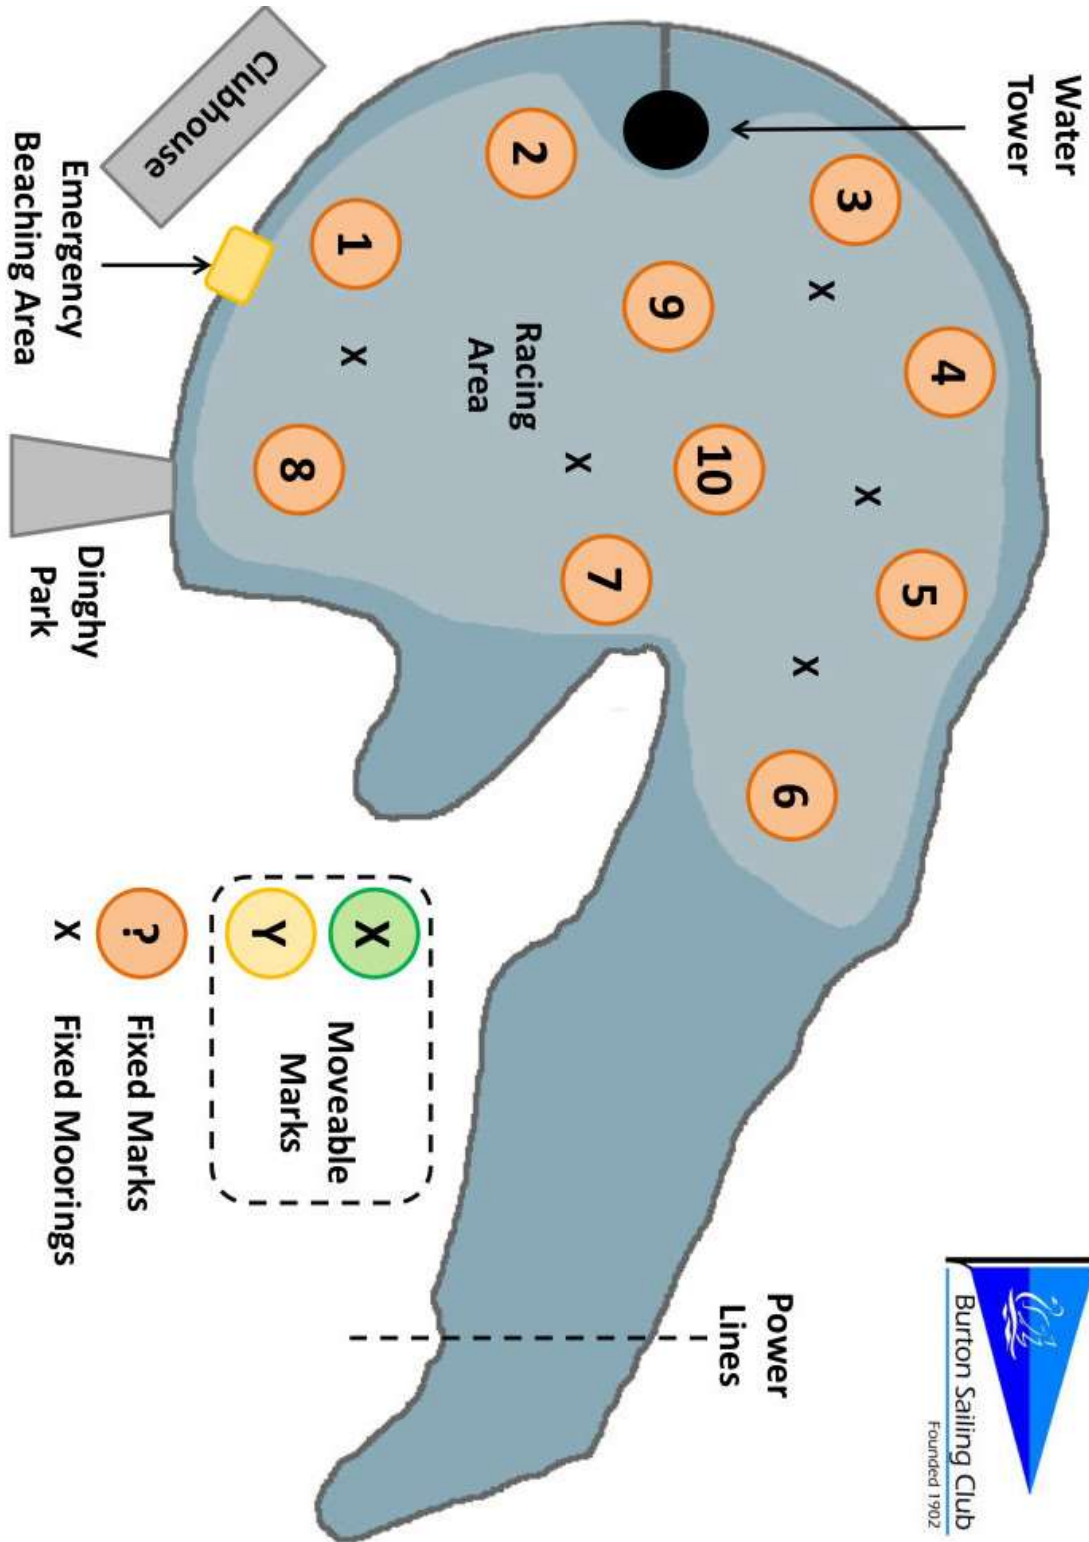 Burton Sailing Club
Founded 1902
Water
Tower
3
4
5
6
2
9
10
7
Racing
Area
1
8
X
X
X
X
X
Power
Lines
Clubhouse
Emergency
Beaching Area
Dinghy
Park
X
Y
Moveable
Marks
?
Fixed Marks
X
Fixed Moorings